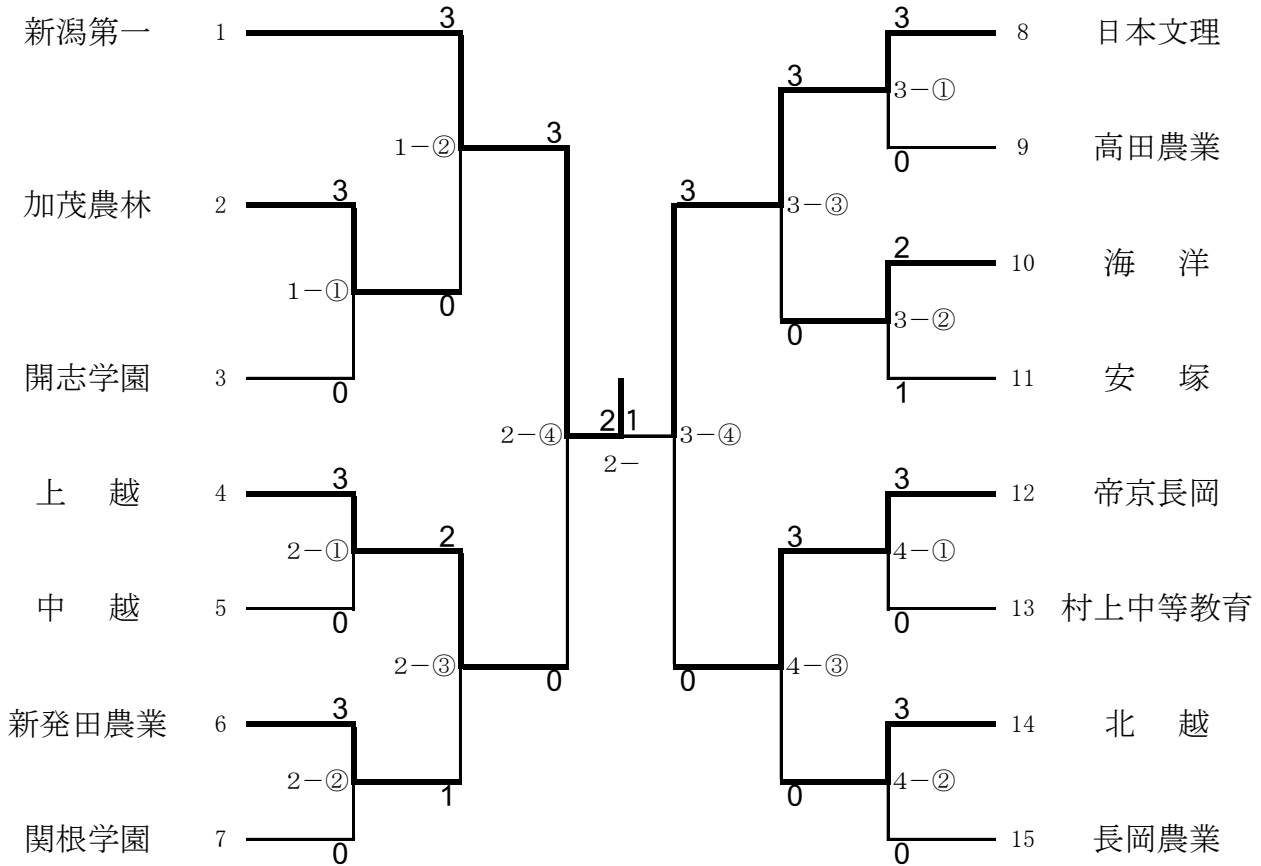 新潟第一 1 3
1-②
3
加茂農林 2 3
1-①
0
開志学園 3 0
2-④
上 越 4 3
2-①
2
中 越 5 0
2-③
0
新発田農業 6 3
2-②
1
関根学園 7 0
2 1
2-
3 8 日本文理
3
3-①
0 9 高田農業
3
3-③
2 10 海 洋
0
3-②
1 11 安 塚
3-④
3 12 帝京長岡
3
4-①
0 13 村上中等教育
0
4-③
3 14 北 越
0
4-②
0 15 長岡農業